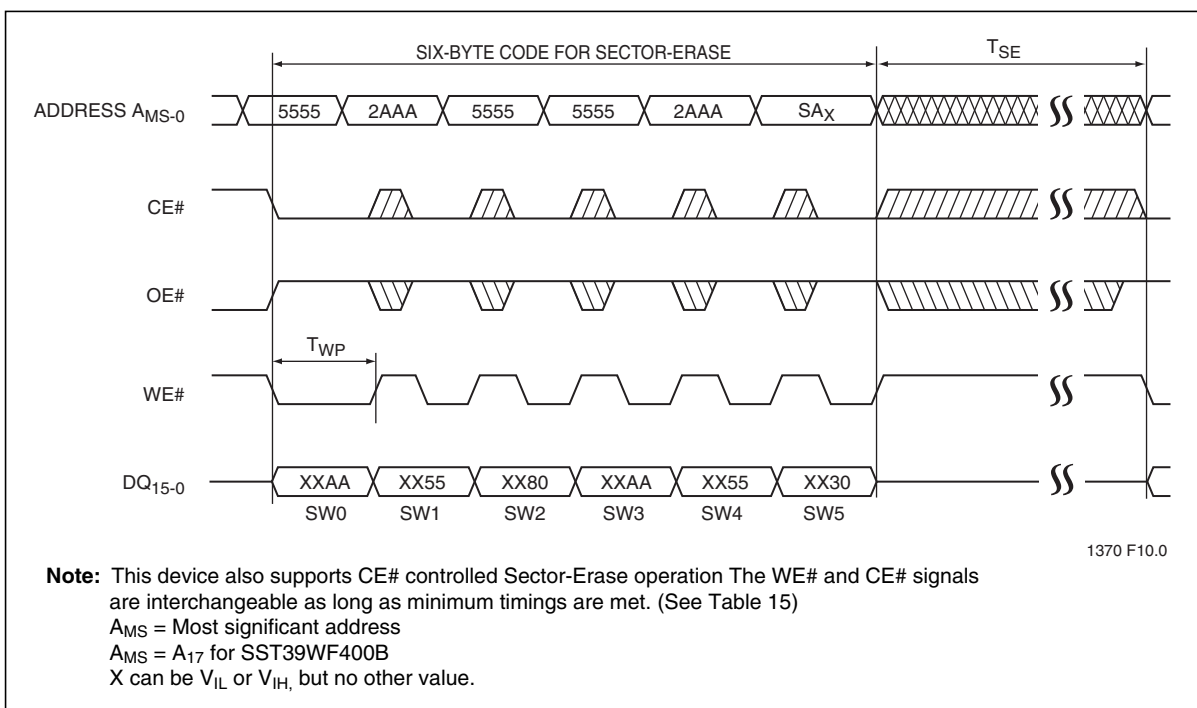 SIX-BYTE CODE FOR SECTOR-ERASE TSE
ADDRESS AMS-0 5555 2AAA 5555 5555 2AAA SAX
CE#
OE#
TWP
WE#
DQ15-0 XXAA XX55 XX80 XXAA XX55 XX30
SW0 SW1 SW2 SW3 SW4 SW5
1370 F10.0
Note: This device also supports CE# controlled Sector-Erase operation The WE# and CE# signals
are interchangeable as long as minimum timings are met. (See Table 15)
AMS = Most significant address
AMS = A17 for SST39WF400B
X can be VIL or VIH, but no other value.